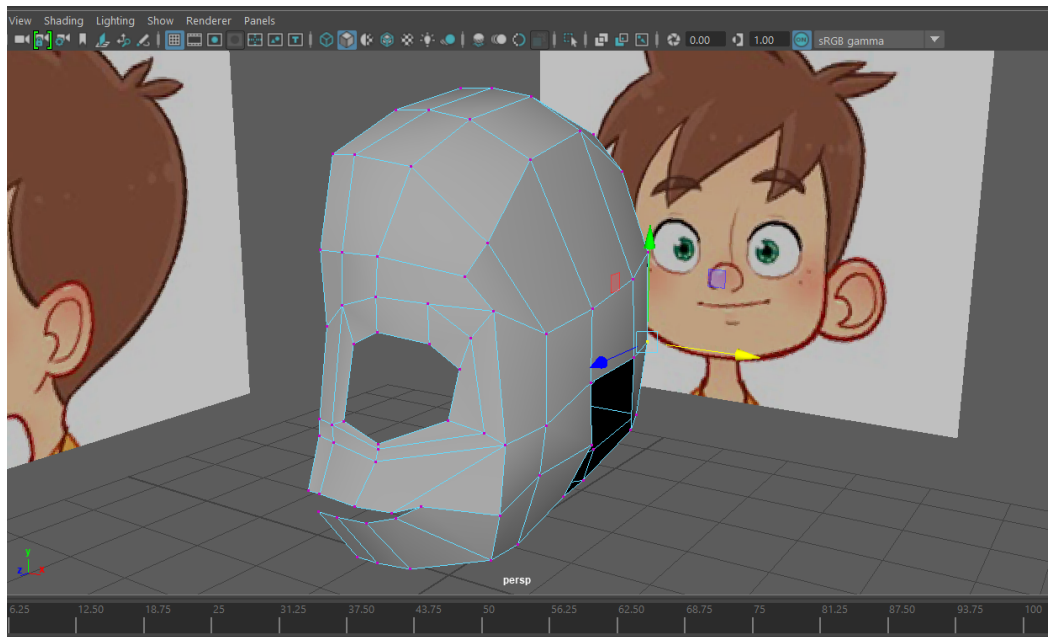 View Shading Lighting Show Renderer Panels
0.00 1.00 ON sRGB gamma
y
z x
persp
6.25 12.50 18.75 25 31.25 37.50 43.75 50 56.25 62.50 68.75 75 81.25 87.50 93.75 100